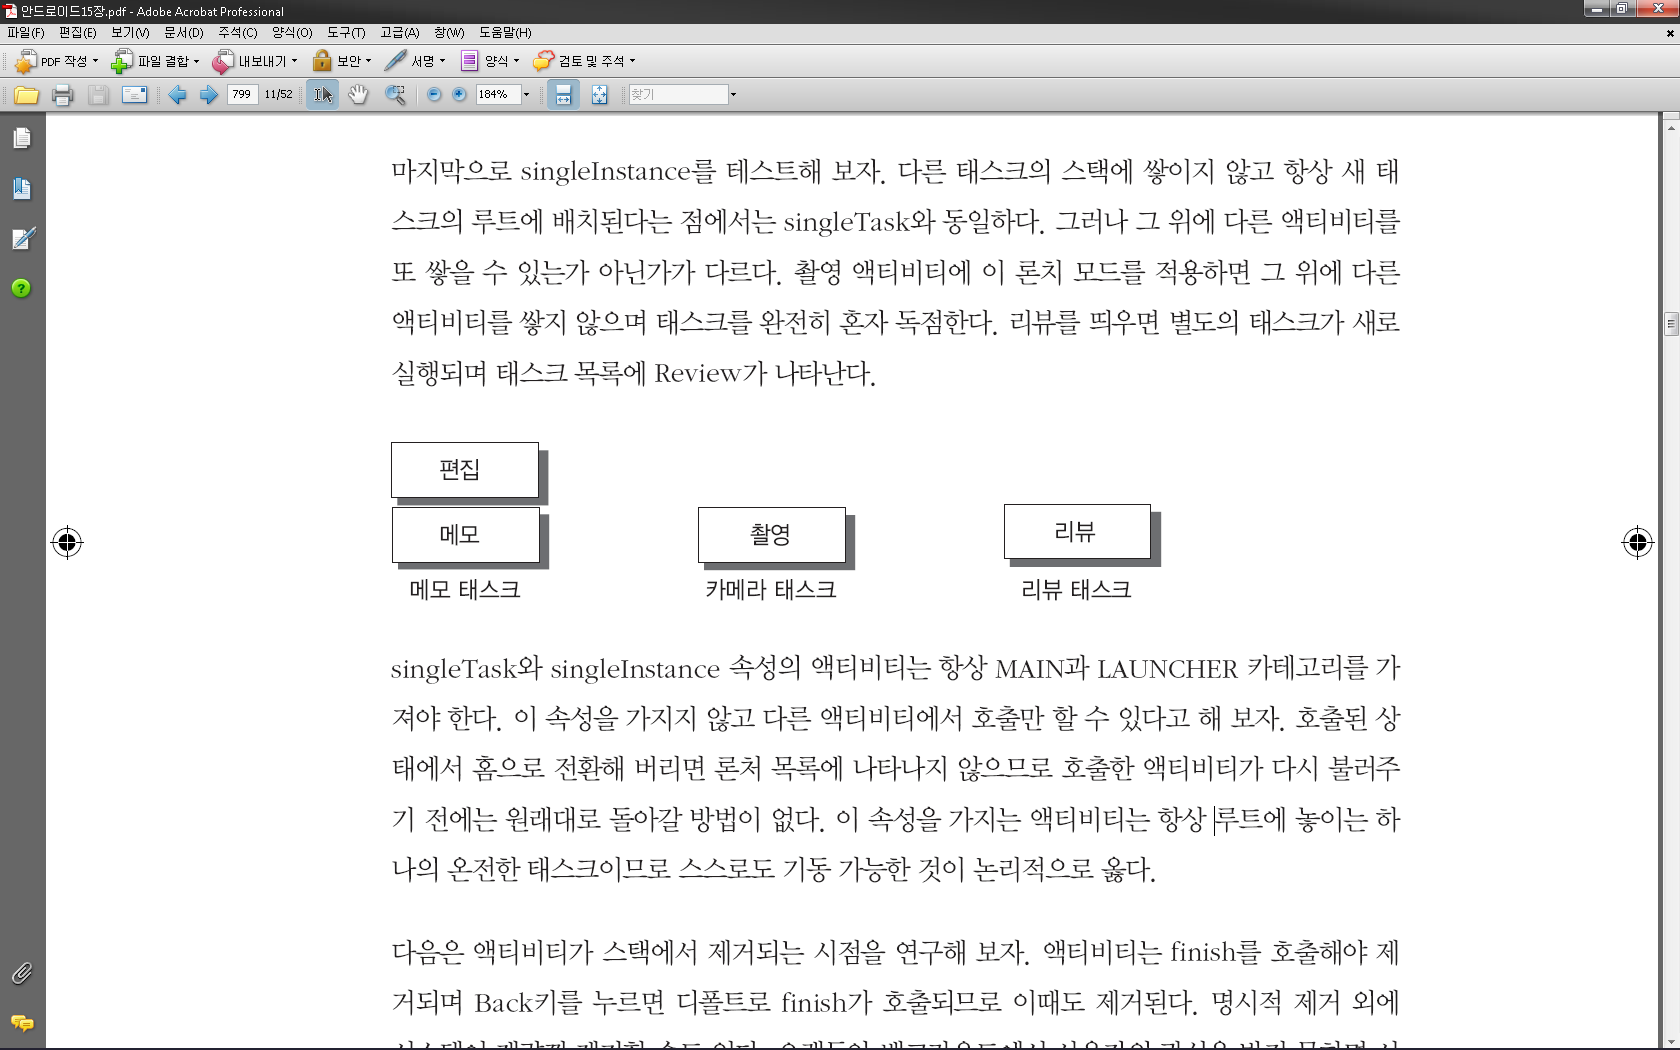 안드로이드15장.pdf - Adobe Acrobat Professional
파일(F) 편집(E) 보기(V) 문서(D) 주석(C) 양식(O) 도구(T) 고급(A) 창(W) 도움말(H)
PDF 작성 파일 결합 내보내기 보안 서명 양식 검토 및 주석
799 11/52 184% 찾기
마지막으로 singleInstance를 테스트해 보자. 다른 태스크의 스택에 쌓이지 않고 항상 새 태
스크의 루트에 배치된다는 점에서는 singleTask와 동일하다. 그러나 그 위에 다른 액티비티를
또 쌓을 수 있는가 아닌가가 다르다. 촬영 액티비티에 이 론치 모드를 적용하면 그 위에 다른
액티비티를 쌓지 않으며 태스크를 완전히 혼자 독점한다. 리뷰를 띄우면 별도의 태스크가 새로
실행되며 태스크 목록에 Review가 나타난다.
편집
메모 촬영 리뷰
메모 태스크 카메라 태스크 리뷰 태스크
singleTask와 singleInstance 속성의 액티비티는 항상 MAIN과 LAUNCHER 카테고리를 가
져야 한다. 이 속성을 가지지 않고 다른 액티비티에서 호출만 할 수 있다고 해 보자. 호출된 상
태에서 홈으로 전환해 버리면 론처 목록에 나타나지 않으므로 호출한 액티비티가 다시 불러주
기 전에는 원래대로 돌아갈 방법이 없다. 이 속성을 가지는 액티비티는 항상 루트에 놓이는 하
나의 온전한 태스크이므로 스스로도 기동 가능한 것이 논리적으로 옳다.
다음은 액티비티가 스택에서 제거되는 시점을 연구해 보자. 액티비티는 finish를 호출해야 제
거되며 Back키를 누르면 디폴트로 finish가 호출되므로 이때도 제거된다. 명시적 제거 외에